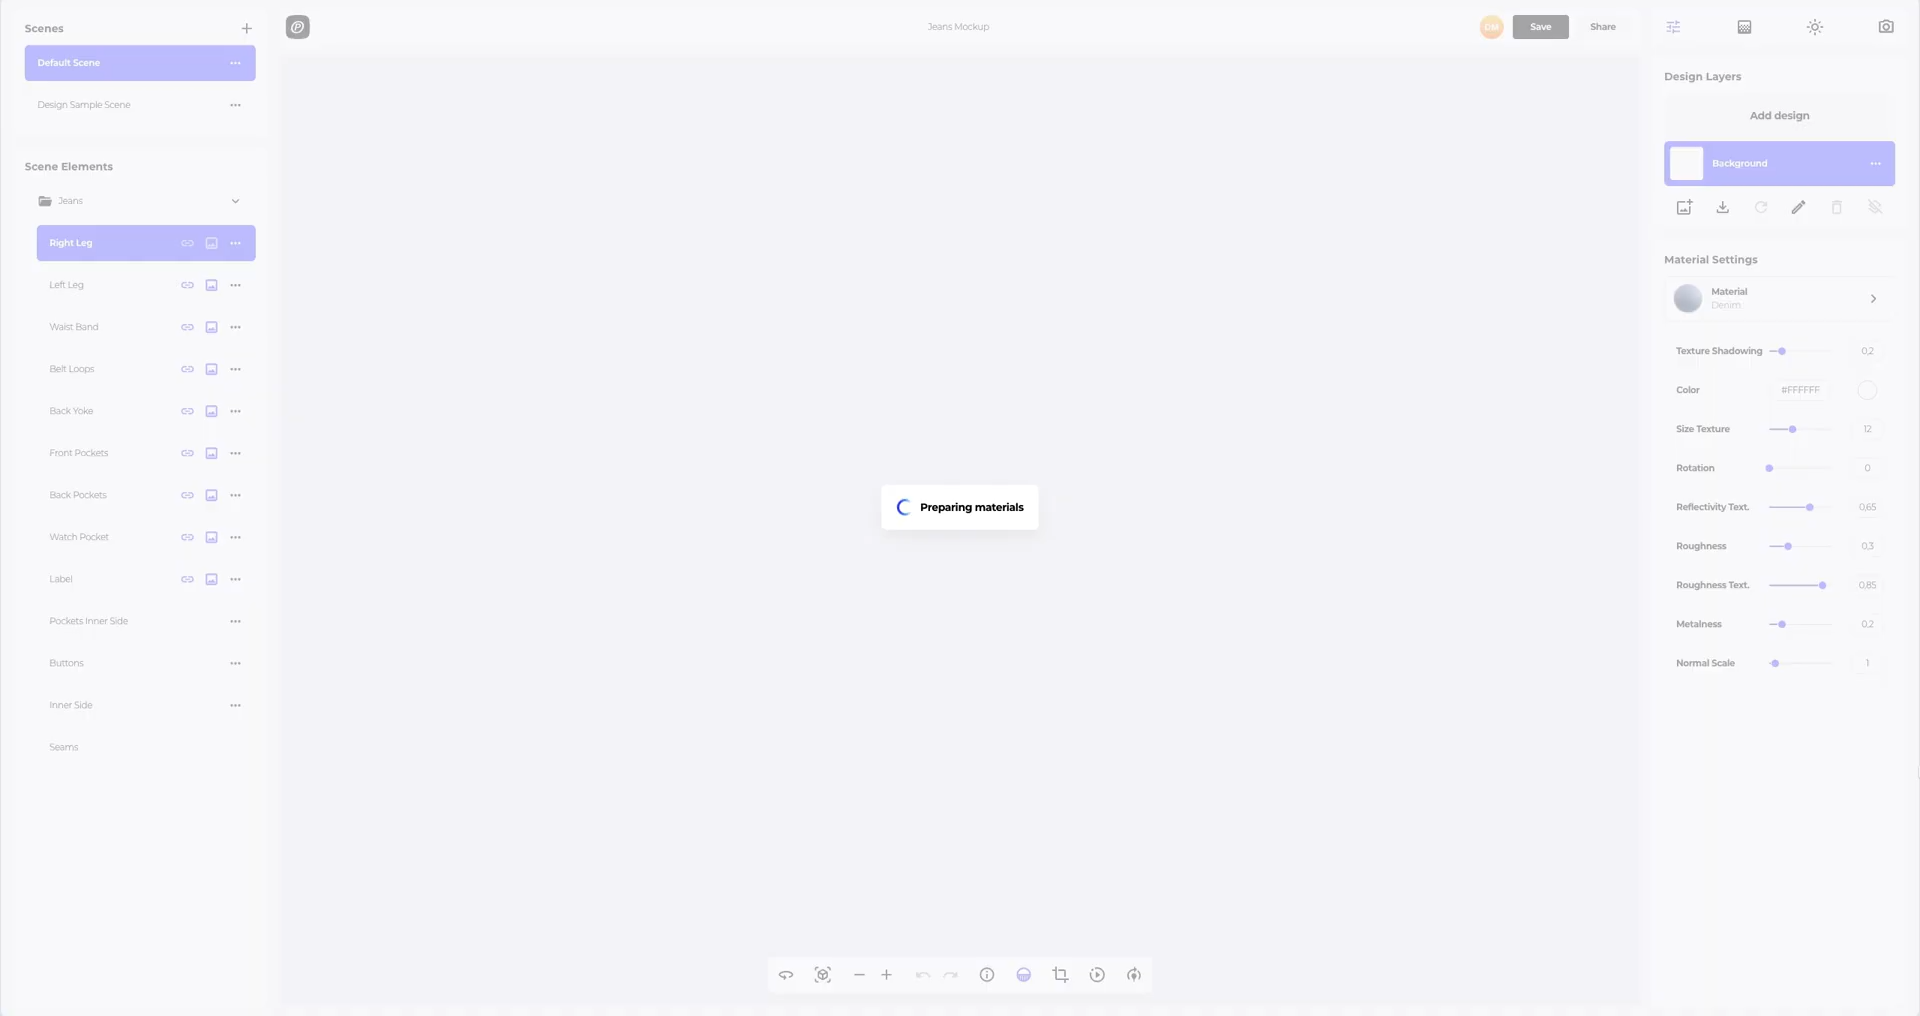 Scenes
Default Scene
Design Sample Scene
Scene Elements
Jeans
Right Leg
Left Leg
Waist Band
Belt Loops
Back Yoke
Front Pockets
Back Pockets
Watch Pocket
Label
Pockets Inner Side
Buttons
Inner Side
Seams
Jeans Mockup
OM
Save
Share
Preparing materials
Design Layers
Add design
Background
Material Settings
Material
Denim
Texture Shadowing 0,2
Color #FFFFFF
Size Texture 12
Rotation 0
Reflectivity Text. 0,65
Roughness 0,3
Roughness Text. 0,85
Metalness 0,2
Normal Scale 1